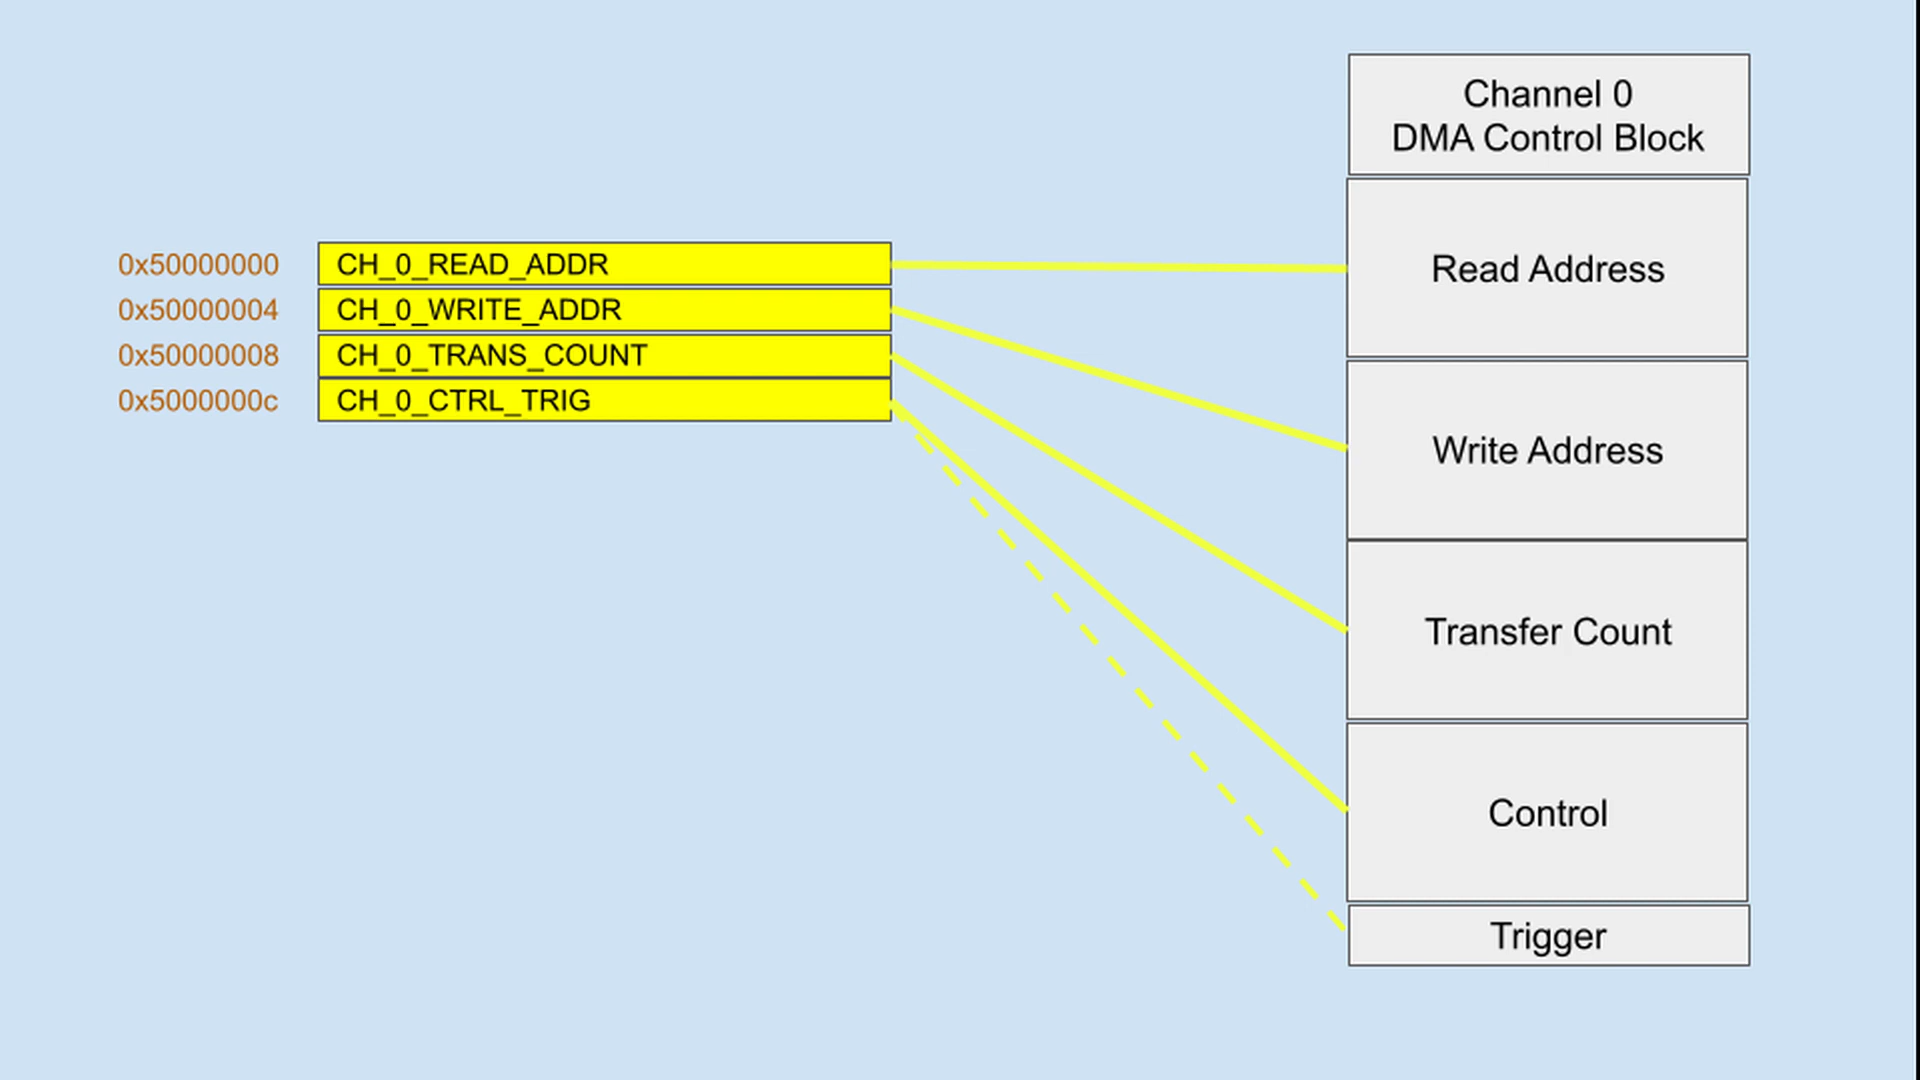 Channel 0
DMA Control Block
0x50000000 CH_0_READ_ADDR
0x50000004 CH_0_WRITE_ADDR
0x50000008 CH_0_TRANS_COUNT
0x5000000c CH_0_CTRL_TRIG
Read Address
Write Address
Transfer Count
Control
Trigger